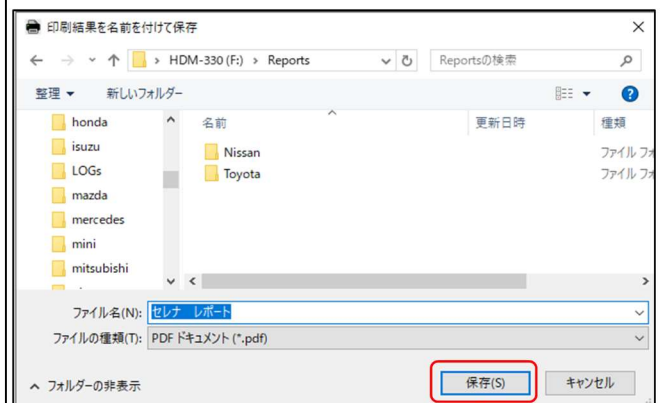 印刷結果を名前を付けて保存
HDM-330 (F:) › Reports
Reportsの検索
整理 新しいフォルダー
honda
isuzu
LOGs
mazda
mercedes
mini
mitsubishi
名前 更新日時 種類
Nissan ファイル フォ
Toyota ファイル フォ
ファイル名(N): セレナ レポート
ファイルの種類(T): PDF ドキュメント (*.pdf)
フォルダーの非表示
保存(S) キャンセル